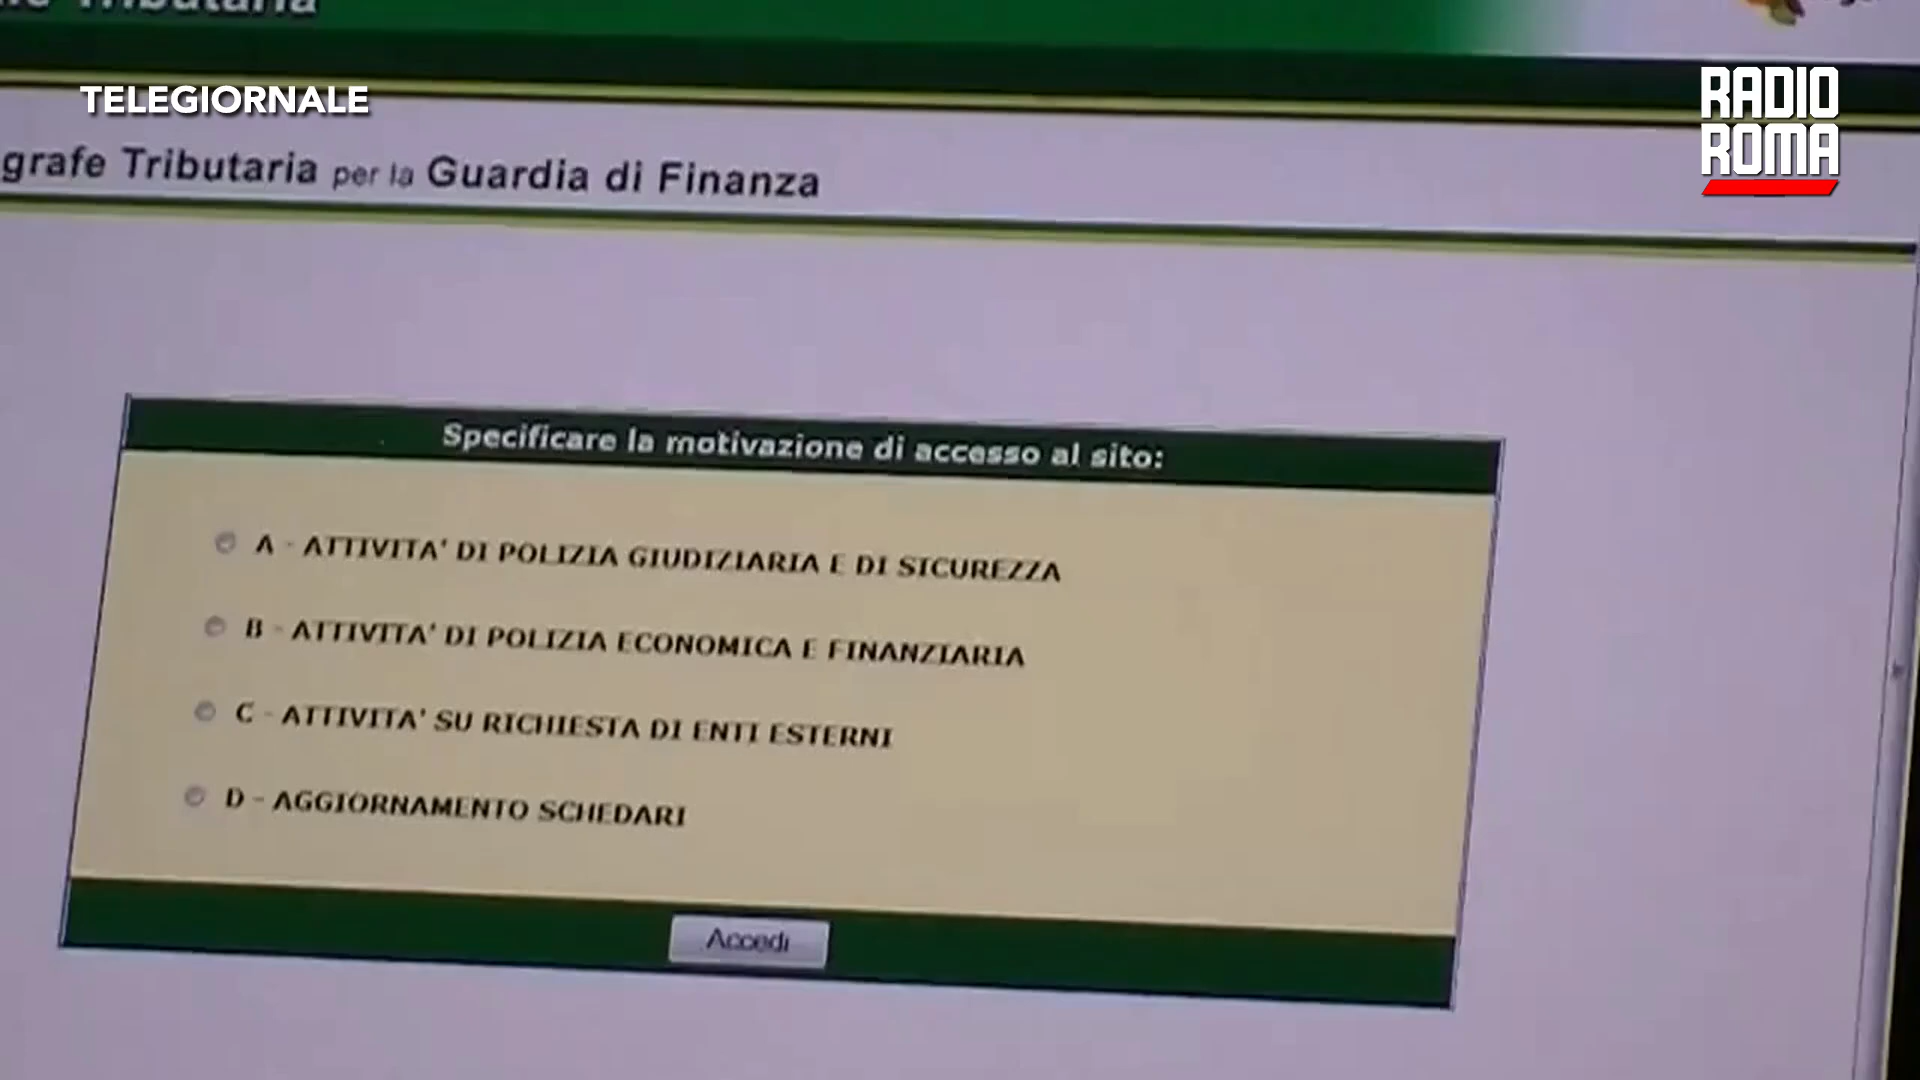 Tributaria
TELEGIORNALE
RADIO
ROMA
grafe Tributaria per la Guardia di Finanza
Specificare la motivazione di accesso al sito:
A - ATTIVITA' DI POLIZIA GIUDIZIARIA E DI SICUREZZA
B - ATTIVITA' DI POLIZIA ECONOMICA E FINANZIARIA
C - ATTIVITA' SU RICHIESTA DI ENTI ESTERNI
D - AGGIORNAMENTO SCHEDARI
Accedi